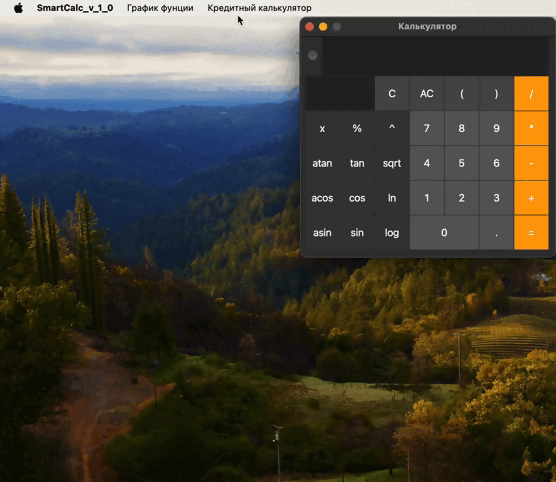 SmartCalc_v_1_0 График фунции Кредитный калькулятор
Калькулятор
C AC ( ) /
x % ^ 7 8 9 *
atan tan sqrt 4 5 6 -
acos cos ln 1 2 3 +
asin sin log 0 . =